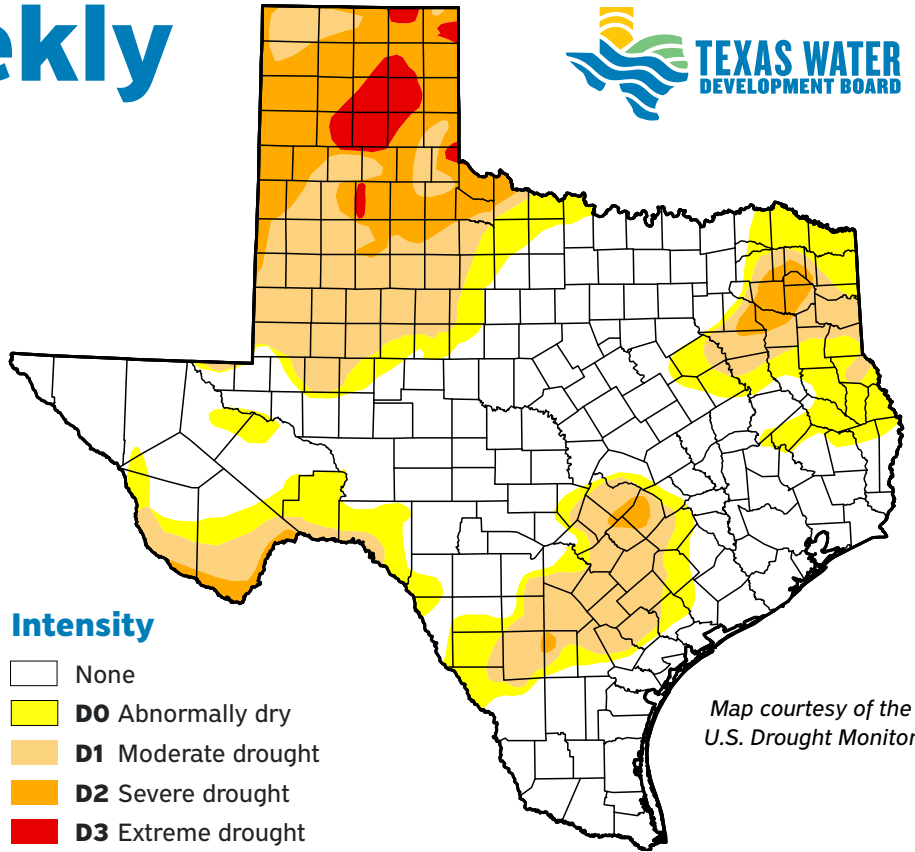 ekly
TEXAS WATER
DEVELOPMENT BOARD
Intensity
None
D0 Abnormally dry
D1 Moderate drought
D2 Severe drought
D3 Extreme drought
Map courtesy of the
U.S. Drought Monitor